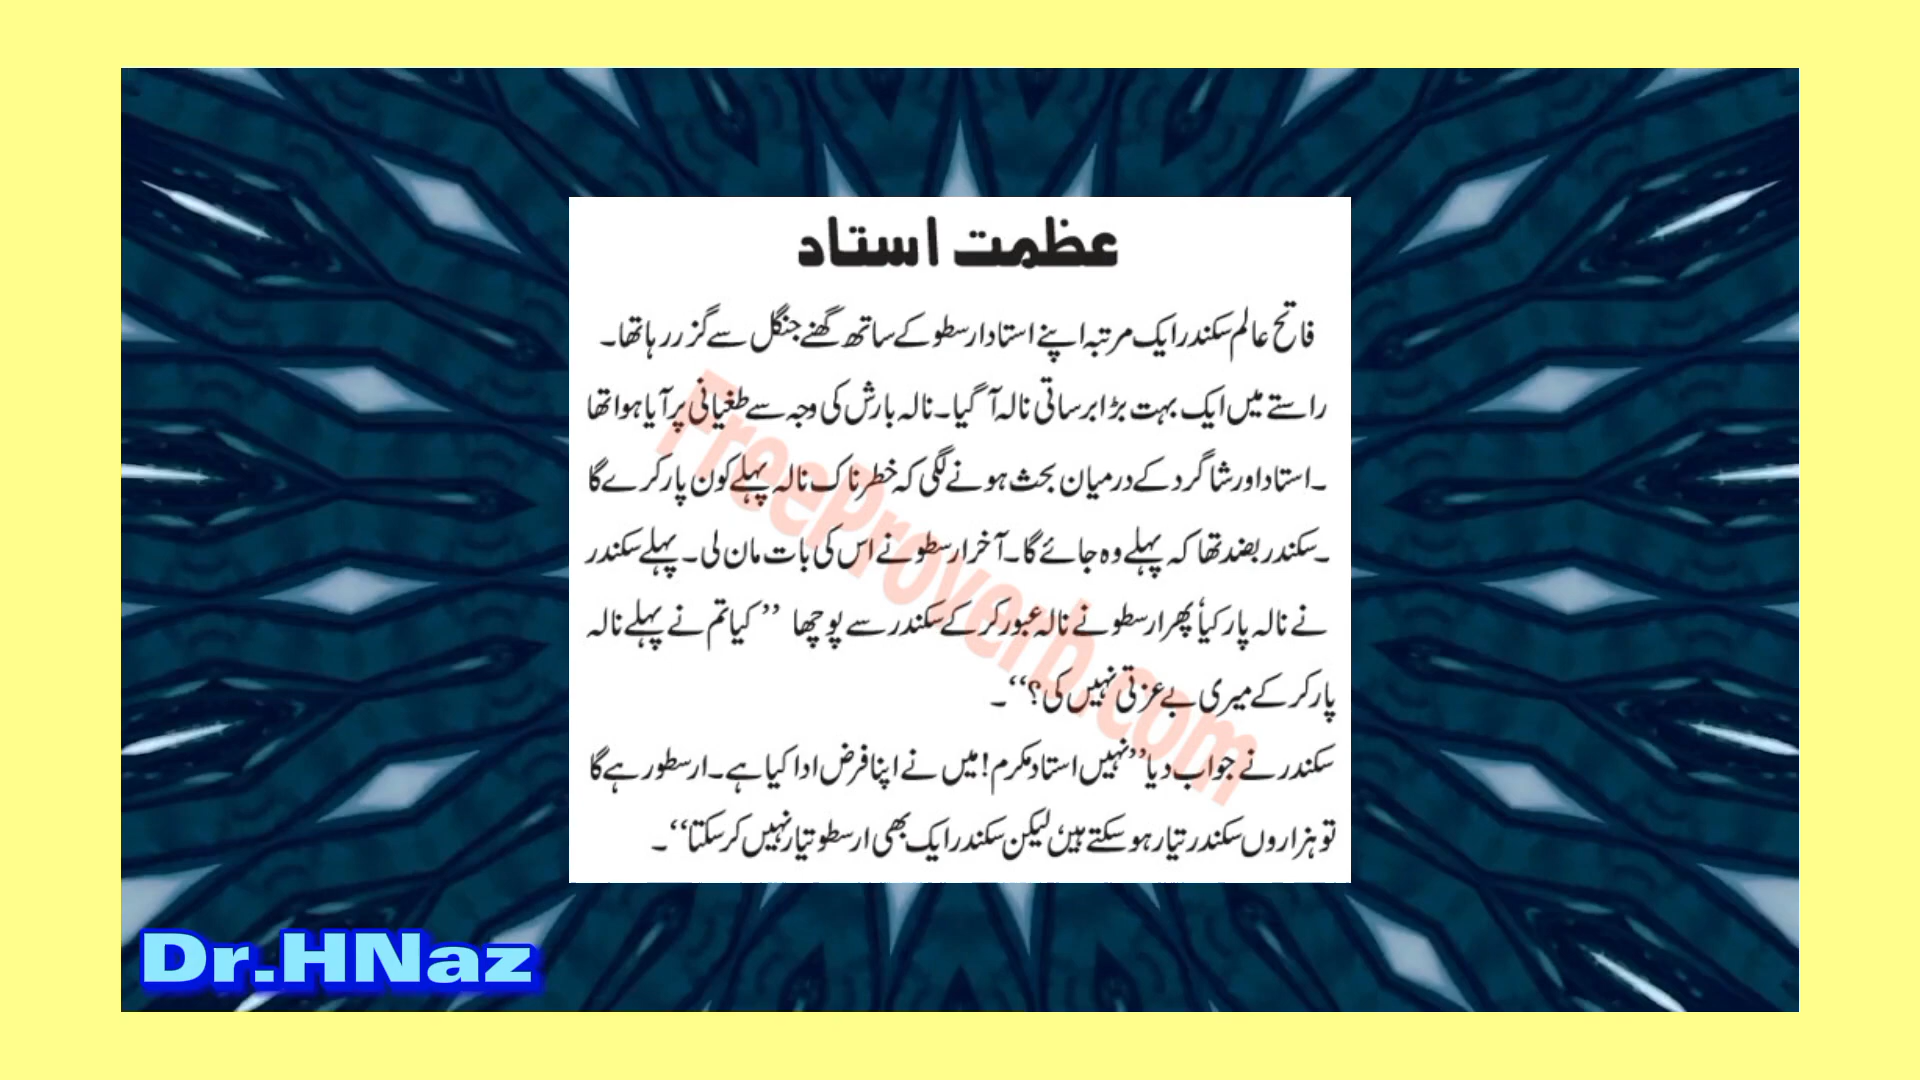 عظمت استاد
فاتح عالم سکندر ایک مرتبہ اپنے استاد ارسطو کے ساتھ گھنے جنگل سے گزر رہا تھا۔
راستے میں ایک بہت بڑا برساتی نالہ آ گیا۔ نالہ بارش کی وجہ سے طغیانی پر آیا ہوا تھا
۔استاد اور شاگرد کے درمیان بحث ہونے لگی کہ خطرناک نالہ پہلے کون پار کرے گا
۔سکندر بضد تھا کہ پہلے وہ جائے گا۔ آخر ارسطو نے اس کی بات مان لی۔ پہلے سکندر
نے نالہ پار کیا‘ پھر ارسطو نے نالہ عبور کر کے سکندر سے پوچھا ’’ کیا تم نے پہلے نالہ
پار کر کے میری بے عزتی نہیں کی؟‘‘۔
سکندر نے جواب دیا’’ نہیں استاد مکرم! میں نے اپنا فرض ادا کیا ہے۔ ارسطو رہے گا
تو ہزاروں سکندر تیار ہو سکتے ہیں‘ لیکن سکندر ایک بھی ارسطو تیار نہیں کر سکتا‘‘۔
FreeProverb.com
Dr.HNaz